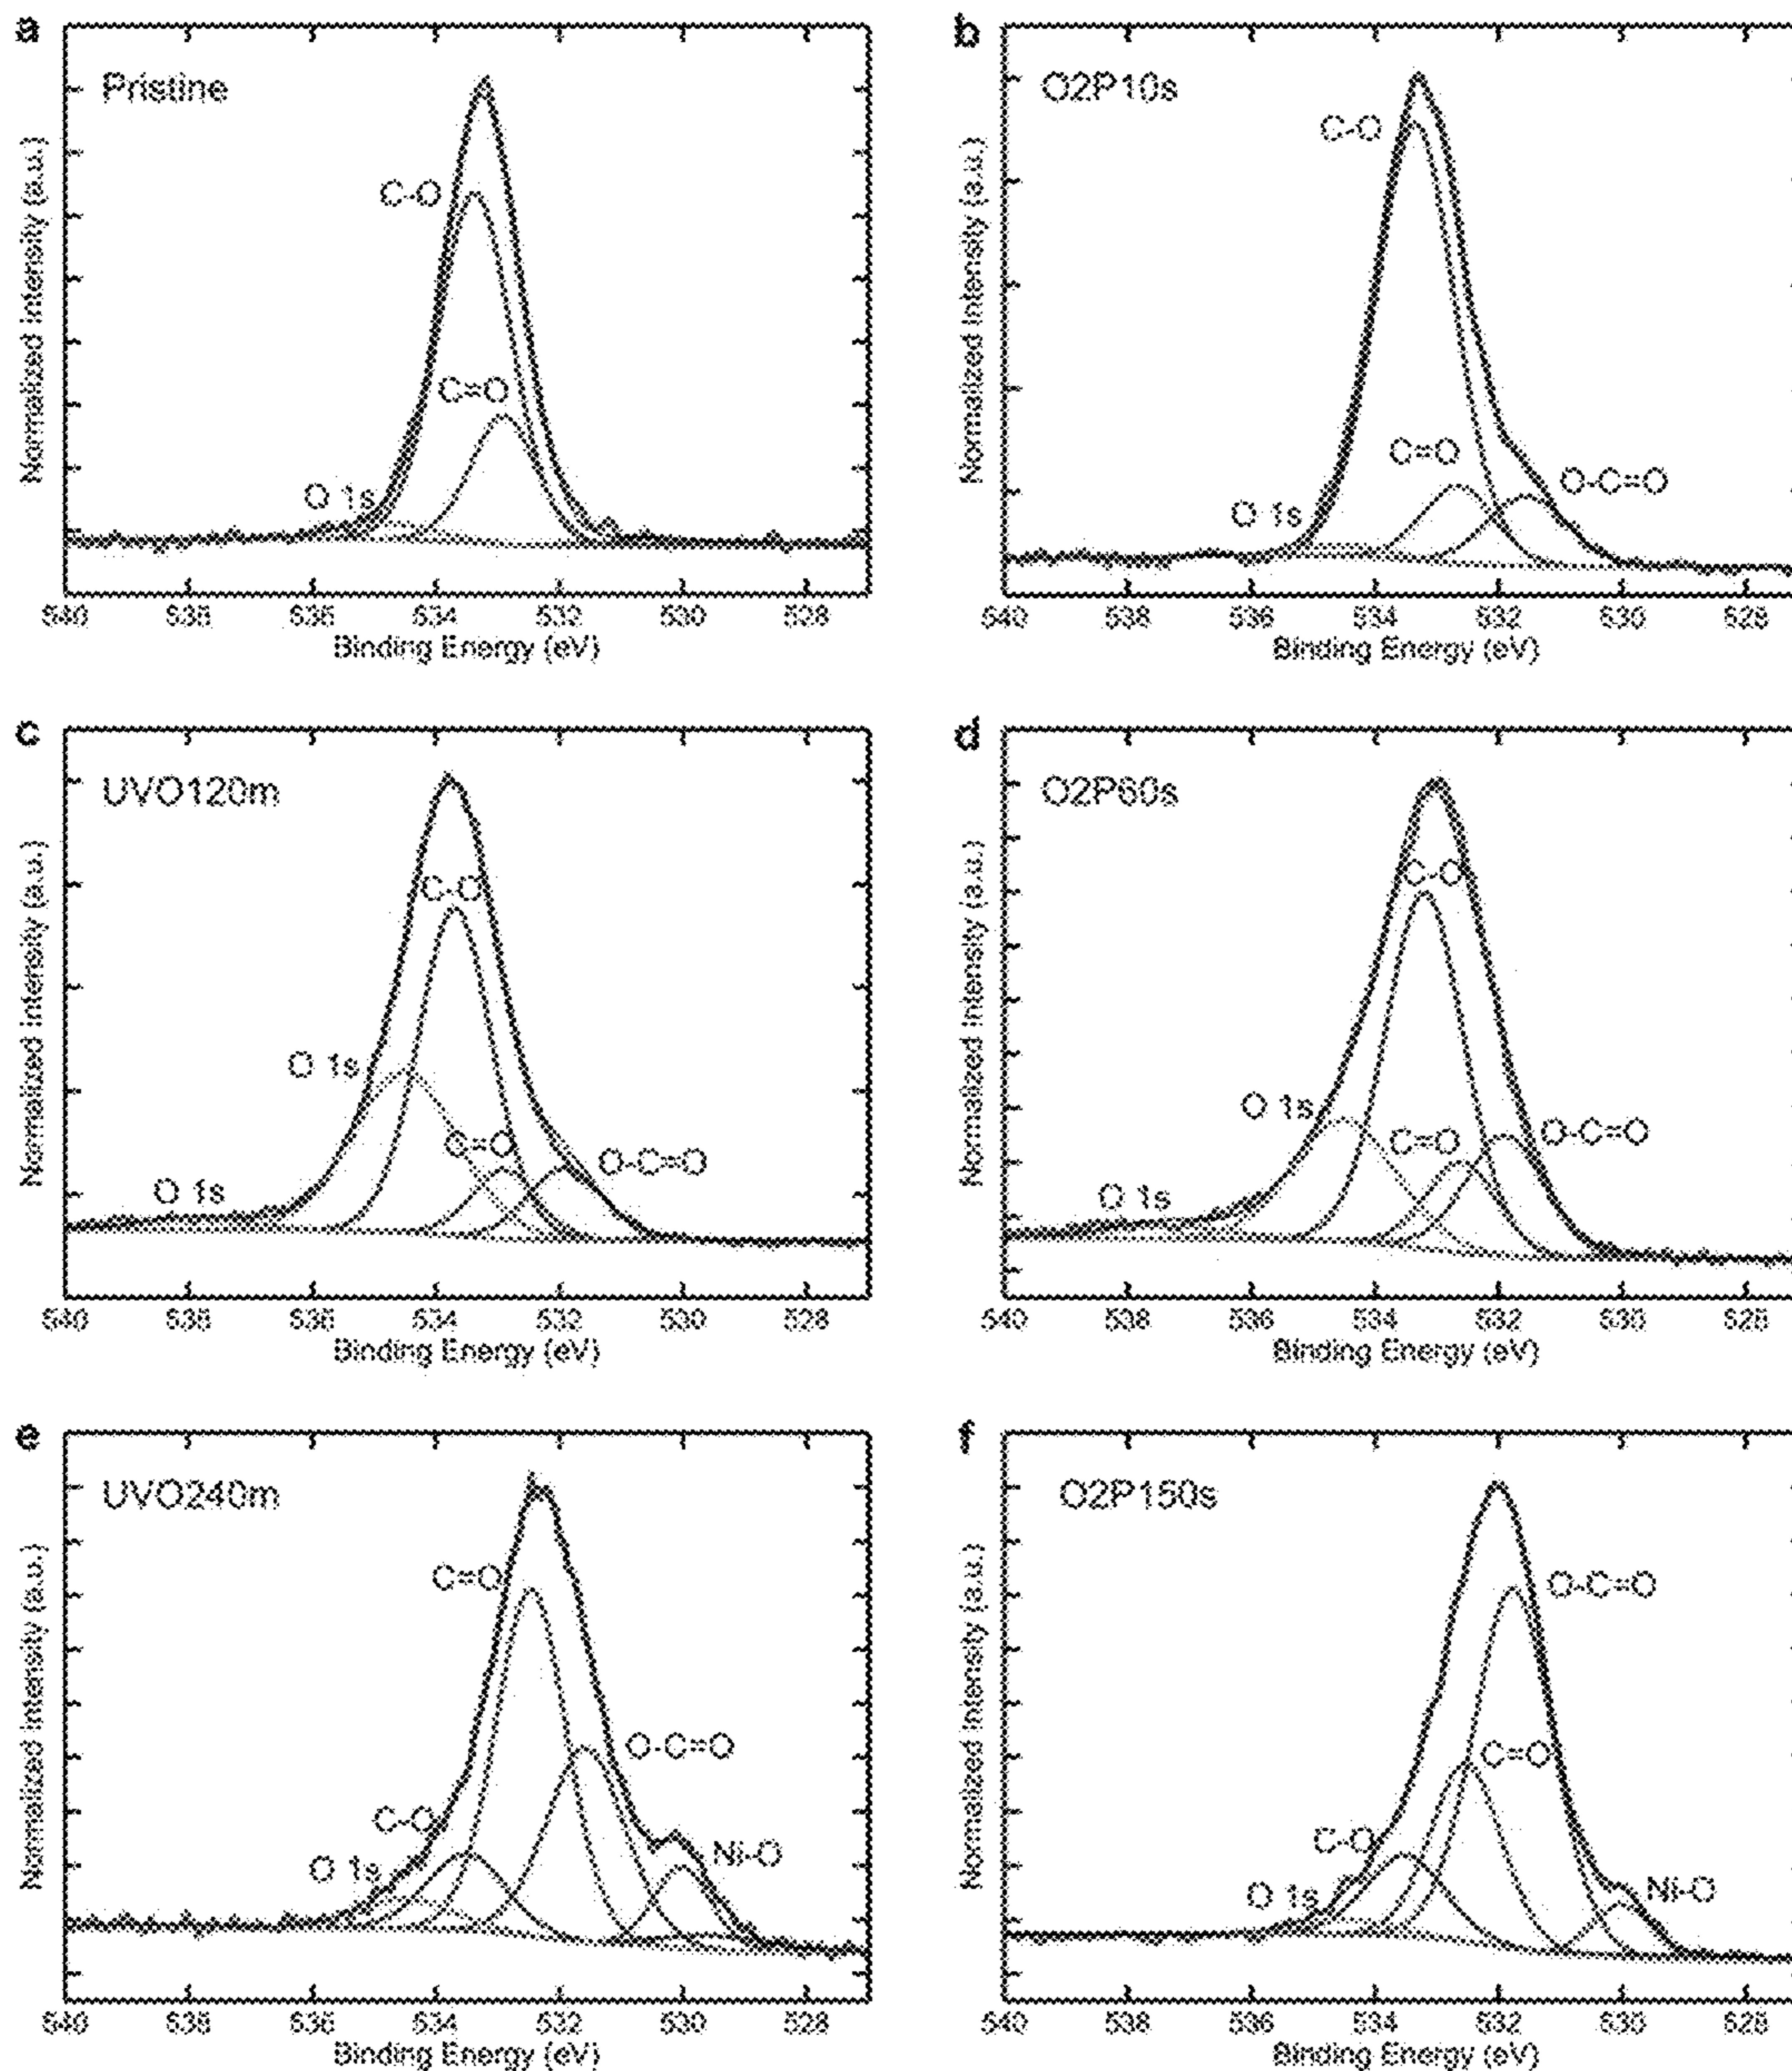 a
Pristine
C-O
C=O
O 1s
Normalized Intensity (a.u.)
540 538 536 534 532 530 528
Binding Energy (eV)
b
O2P10s
C-O
C=O
O-C=O
O 1s
Normalized Intensity (a.u.)
540 538 536 534 532 530 528
Binding Energy (eV)
c
UVO120m
C-O
O 1s
C=O
O-C=O
O 1s
Normalized Intensity (a.u.)
540 538 536 534 532 530 528
Binding Energy (eV)
d
O2P60s
C-O
O 1s
C=O
O-C=O
O 1s
Normalized Intensity (a.u.)
540 538 536 534 532 530 528
Binding Energy (eV)
e
UVO240m
C=O
O-C=O
C-O
O 1s
Ni-O
Normalized Intensity (a.u.)
540 538 536 534 532 530 528
Binding Energy (eV)
f
O2P150s
O-C=O
C=O
C-O
O 1s
Ni-O
Normalized Intensity (a.u.)
540 538 536 534 532 530 528
Binding Energy (eV)